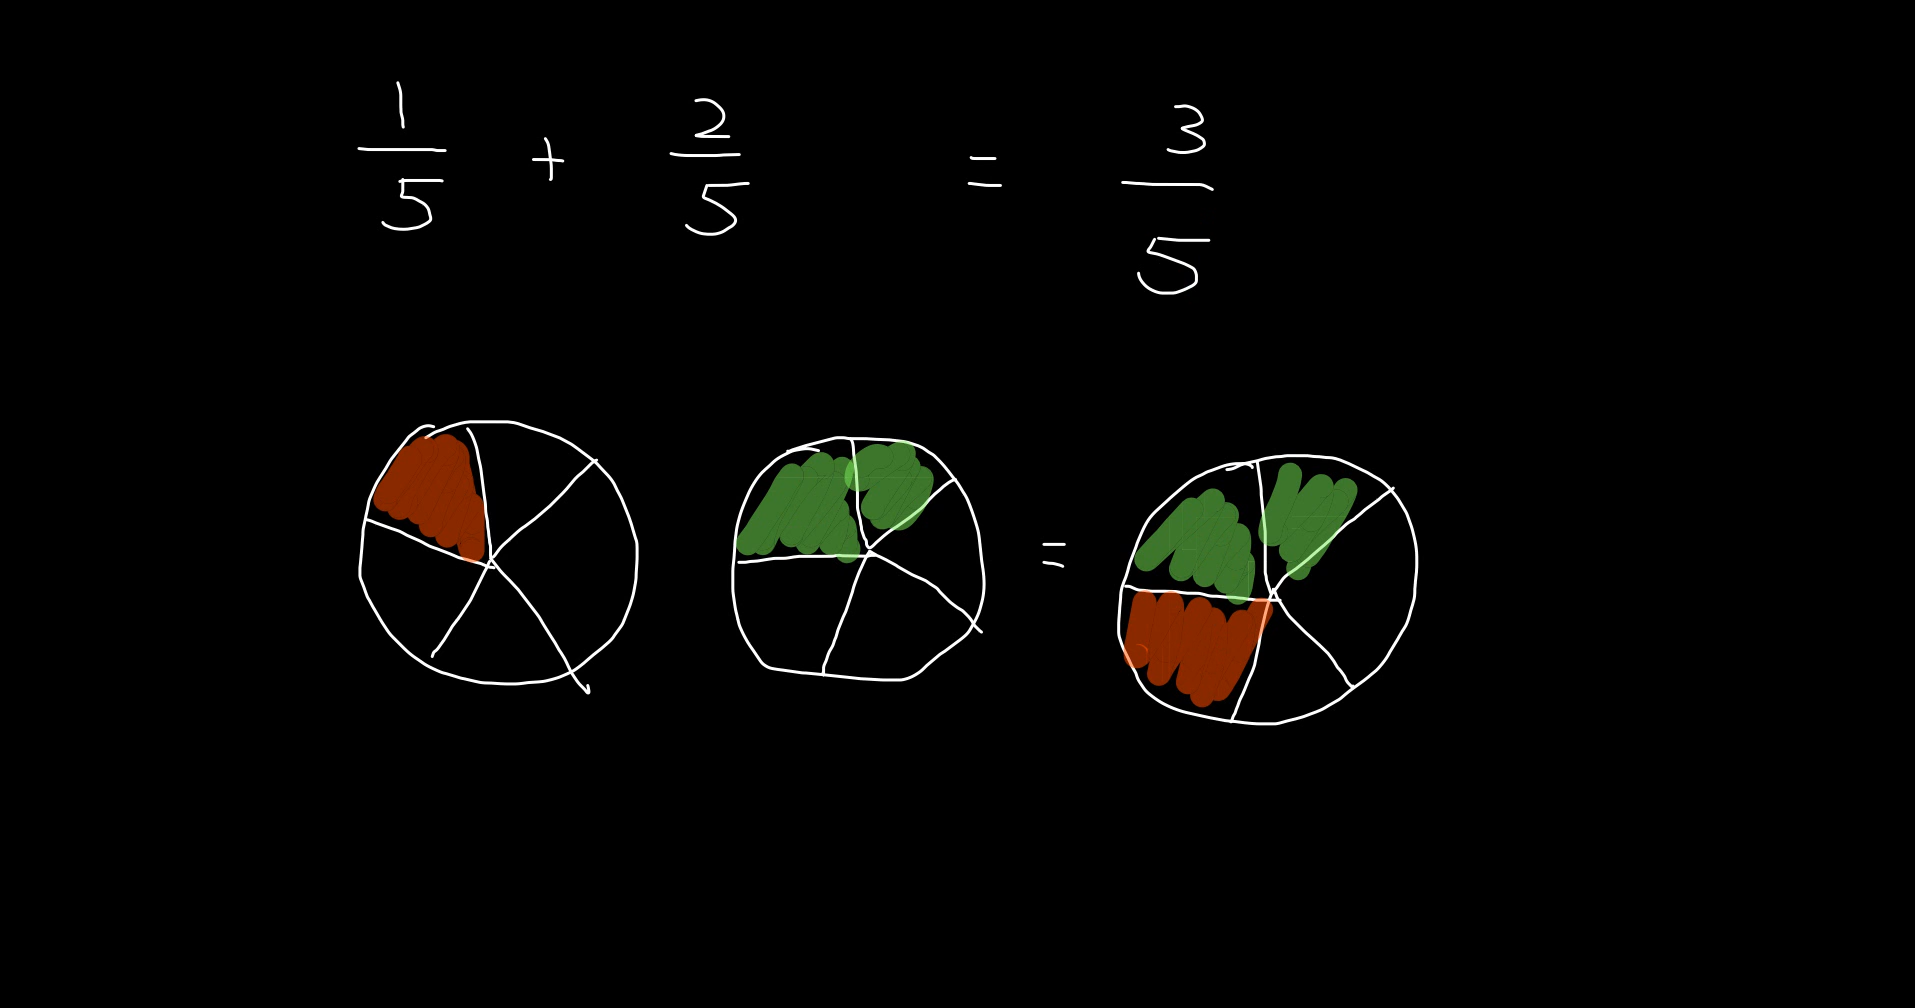 1/5 + 2/5 = 3/5
=